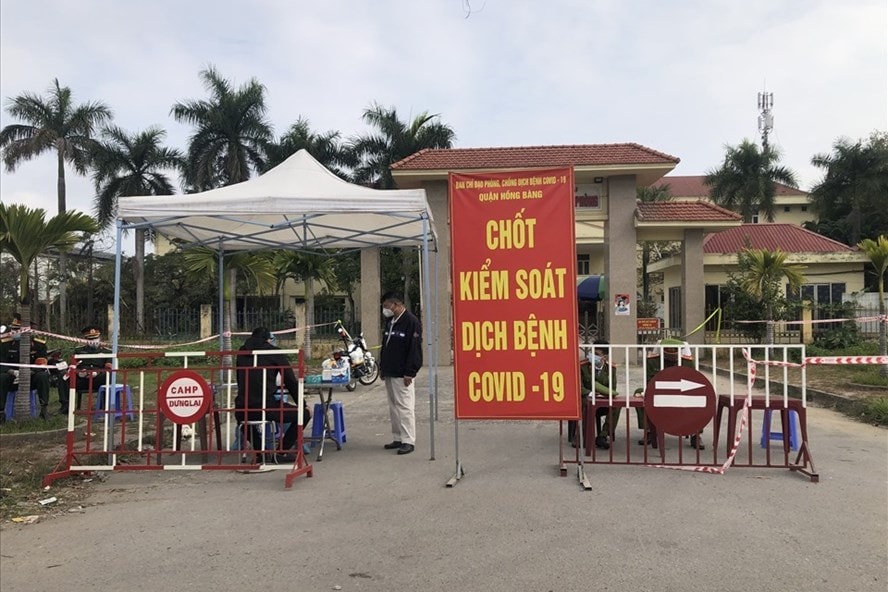 BAN CHỈ ĐẠO PHÒNG, CHỐNG DỊCH BỆNH COVID - 19
QUẬN HỒNG BÀNG
CHỐT
KIỂM SOÁT
DỊCH BỆNH
COVID -19
CAHP
DỪNG LẠI